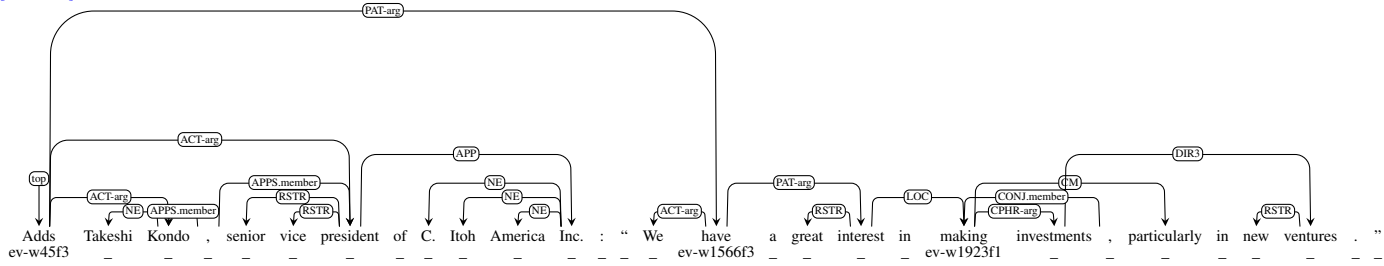 PAT-arg
ACT-arg
APP DIR3
top APPS.member NE PAT-arg CM
ACT-arg RSTR NE LOC CONJ.member
NE APPS.member RSTR NE ACT-arg RSTR CPHR-arg RSTR
Adds Takeshi Kondo , senior vice president of C. Itoh America Inc. : “ We have a great interest in making investments , particularly in new ventures . ”
ev-w45f3 _ _ _ _ _ _ _ _ _ _ _ _ _ _ ev-w1566f3 _ _ _ _ ev-w1923f1 _ _ _ _ _ _ _ _